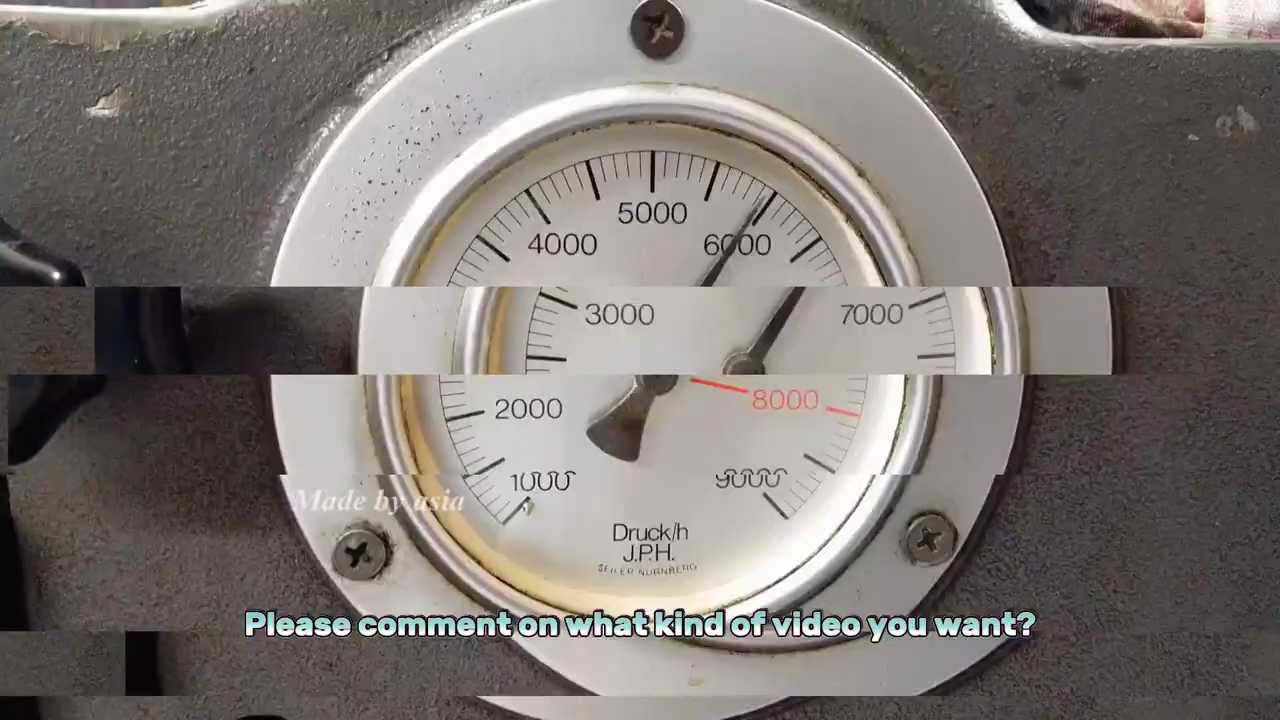 5000
4000
6000
3000
7000
8000
2000
1000
9000
Made by asia
Druck/h
J.P.H.
SEILER NÜRNBERG
Please comment on what kind of video you want?